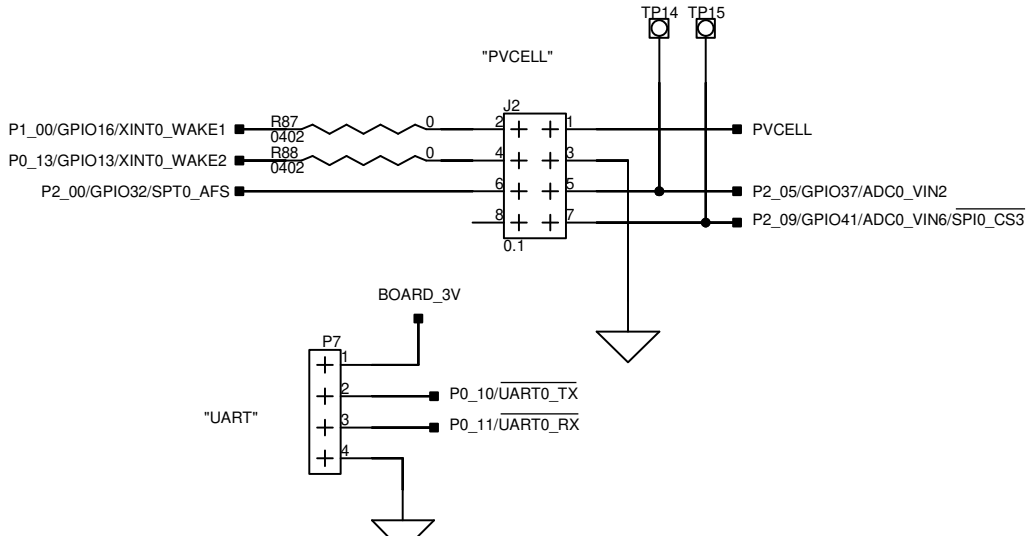 TP14 TP15
"PVCELL"
J2
P1_00/GPIO16/XINT0_WAKE1 R87 0 2 1 PVCELL
0402
P0_13/GPIO13/XINT0_WAKE2 R88 0 4 3
0402
P2_00/GPIO32/SPT0_AFS 6 5 P2_05/GPIO37/ADC0_VIN2
8 7 P2_09/GPIO41/ADC0_VIN6/SPI0_CS3
0.1
BOARD_3V
P7
1
2 P0_10/UART0_TX
"UART"
3 P0_11/UART0_RX
4